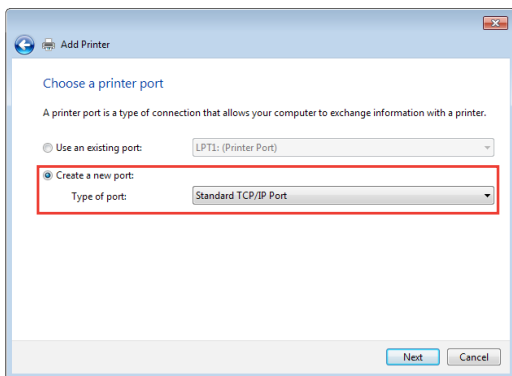 Add Printer
Choose a printer port
A printer port is a type of connection that allows your computer to exchange information with a printer.
Use an existing port: LPT1: (Printer Port)
Create a new port:
Type of port: Standard TCP/IP Port
Next Cancel